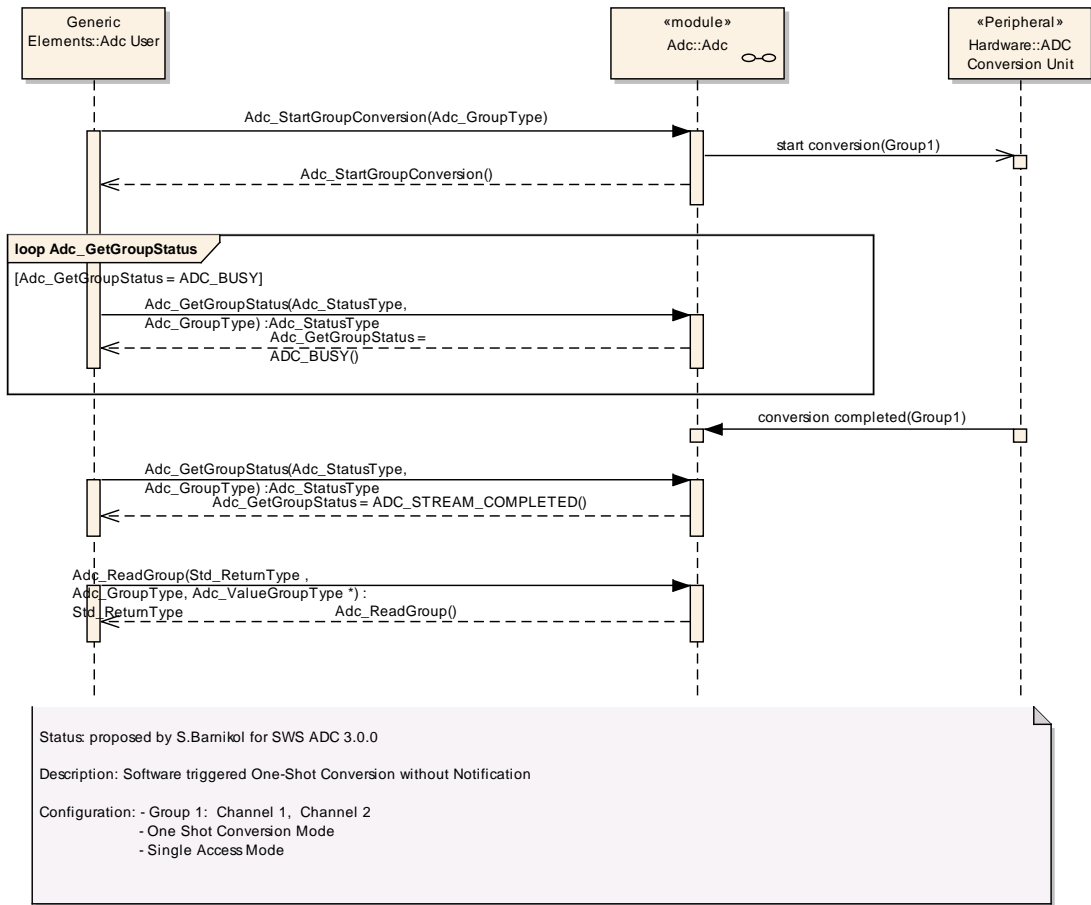 Generic
Elements::Adc User
«module»
Adc::Adc
«Peripheral»
Hardware::ADC
Conversion Unit
Adc_StartGroupConversion(Adc_GroupType)
start conversion(Group1)
Adc_StartGroupConversion()
loop Adc_GetGroupStatus
[Adc_GetGroupStatus = ADC_BUSY]
Adc_GetGroupStatus(Adc_StatusType,
Adc_GroupType) :Adc_StatusType
Adc_GetGroupStatus =
ADC_BUSY()
conversion completed(Group1)
Adc_GetGroupStatus(Adc_StatusType,
Adc_GroupType) :Adc_StatusType
Adc_GetGroupStatus = ADC_STREAM_COMPLETED()
Adc_ReadGroup(Std_ReturnType ,
Adc_GroupType, Adc_ValueGroupType *) :
Std_ReturnType
Adc_ReadGroup()
Status: proposed by S.Barnikol for SWS ADC 3.0.0
Description: Software triggered One-Shot Conversion without Notification
Configuration: - Group 1: Channel 1, Channel 2
- One Shot Conversion Mode
- Single Access Mode